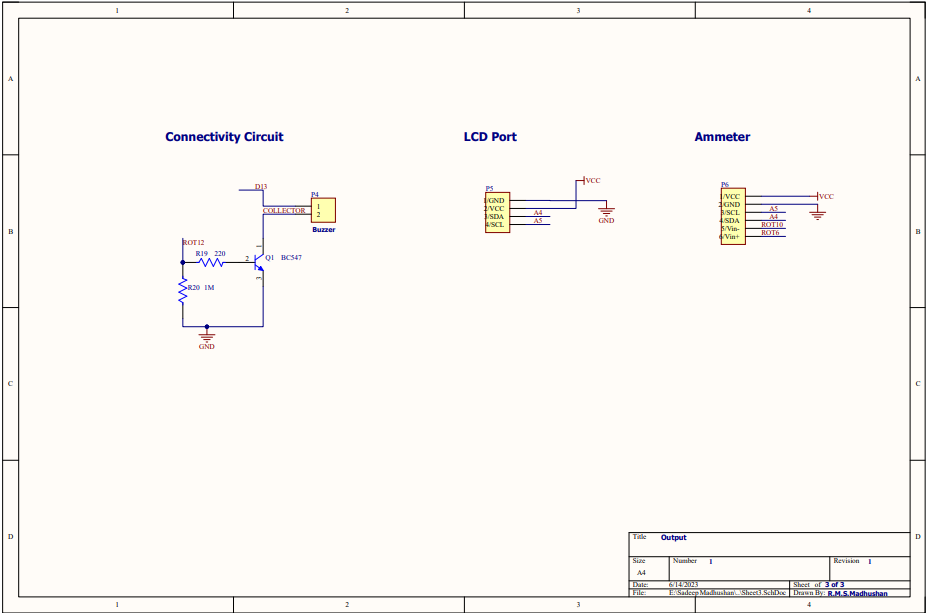 1 2 3 4
A A
Connectivity Circuit LCD Port Ammeter
D13
P4
1
COLLECTOR 2
Buzzer
P5
VCC
1/GND
2/VCC
3/SDA A4
4/SCL A5
GND
P6
1/VCC VCC
2/GND
3/SCL A5
4/SDA A4
5/Vin- ROT10
6/Vin+ ROT6
B B
ROT12
1
R19 220 2 Q1 BC547
3
R20 1M
GND
C C
D D
Title Output
Size Number 1 Revision 1
A4
Date: 6/14/2023 Sheet of 3 of 3
File: E:\Sadeep Madhushan\..\Sheet3.SchDoc Drawn By: R.M.S.Madhushan
1 2 3 4